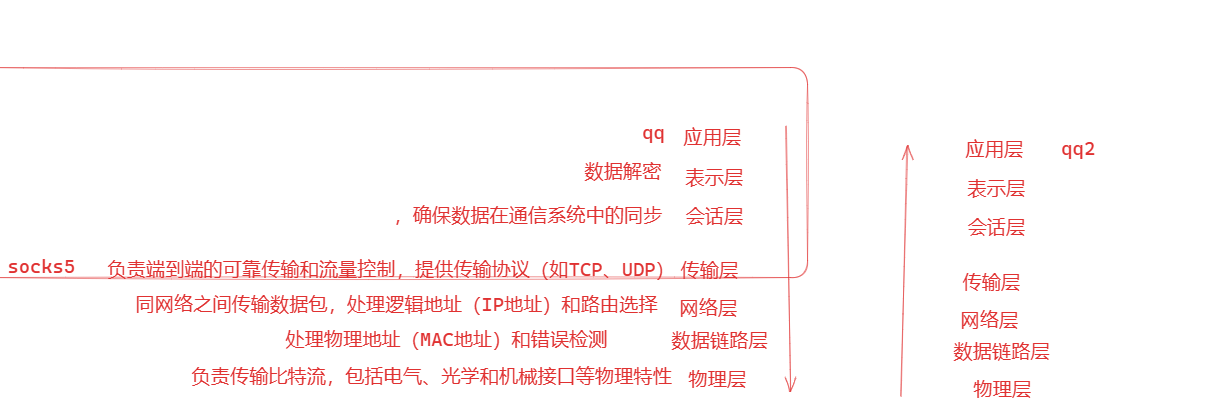 qq 应用层
数据解密 表示层
，确保数据在通信系统中的同步 会话层
socks5 负责端到端的可靠传输和流量控制，提供传输协议（如TCP、UDP） 传输层
同网络之间传输数据包，处理逻辑地址（IP地址）和路由选择 网络层
处理物理地址（MAC地址）和错误检测 数据链路层
负责传输比特流，包括电气、光学和机械接口等物理特性 物理层
应用层 qq2
表示层
会话层
传输层
网络层
数据链路层
物理层